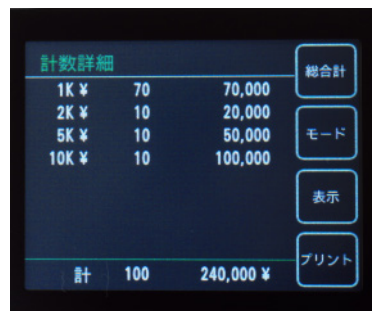 計数詳細
1K ¥ 70 70,000
2K ¥ 10 20,000
5K ¥ 10 50,000
10K ¥ 10 100,000
計 100 240,000 ¥
総合計
モード
表示
プリント